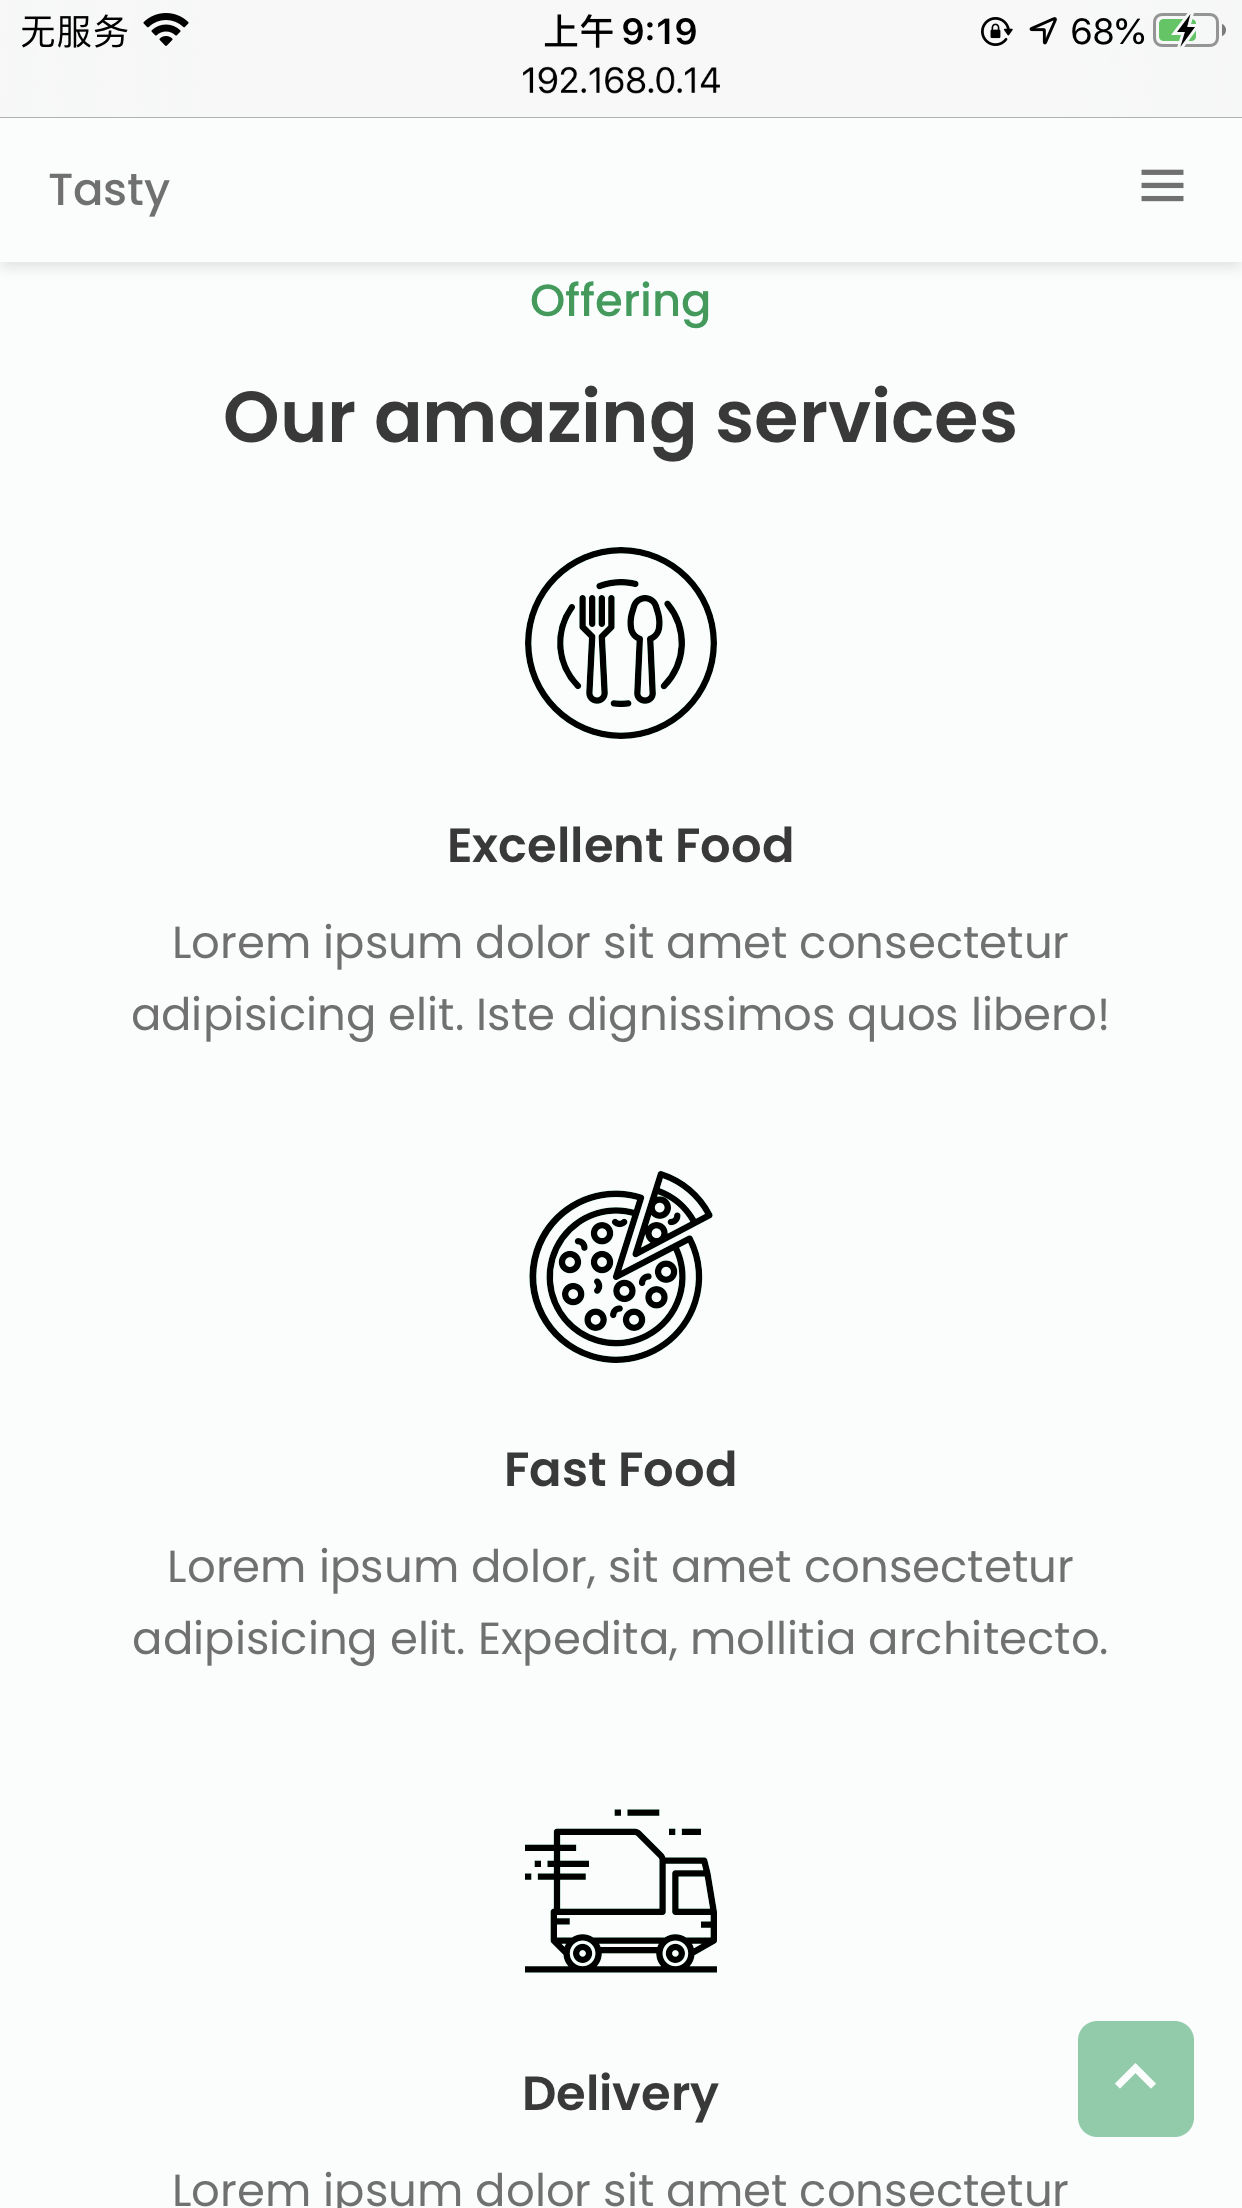 无服务 上午 9:19 68%
192.168.0.14
Tasty
Offering
Our amazing services
Excellent Food
Lorem ipsum dolor sit amet consectetur
adipisicing elit. Iste dignissimos quos libero!
Fast Food
Lorem ipsum dolor, sit amet consectetur
adipisicing elit. Expedita, mollitia architecto.
Delivery
Lorem ipsum dolor sit amet consectetur